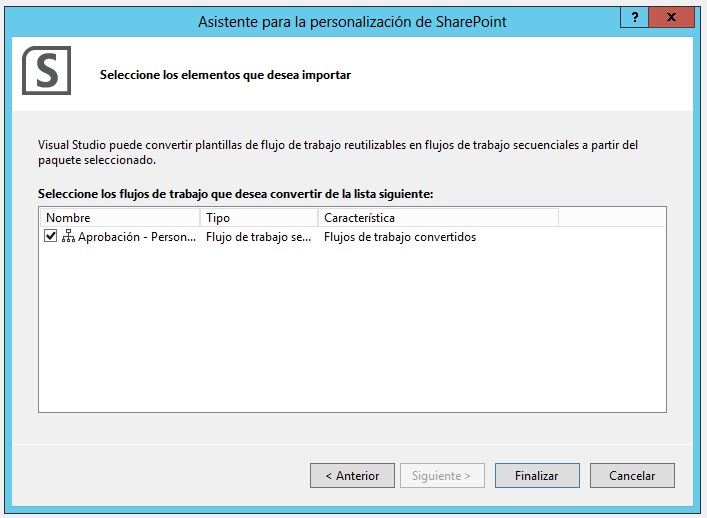 Asistente para la personalización de SharePoint
? x
S
Seleccione los elementos que desea importar
Visual Studio puede convertir plantillas de flujo de trabajo reutilizables en flujos de trabajo secuenciales a partir del
paquete seleccionado.
Seleccione los flujos de trabajo que desea convertir de la lista siguiente:
Nombre Tipo Característica
Aprobación - Person... Flujo de trabajo se... Flujos de trabajo convertidos
< Anterior Siguiente > Finalizar Cancelar